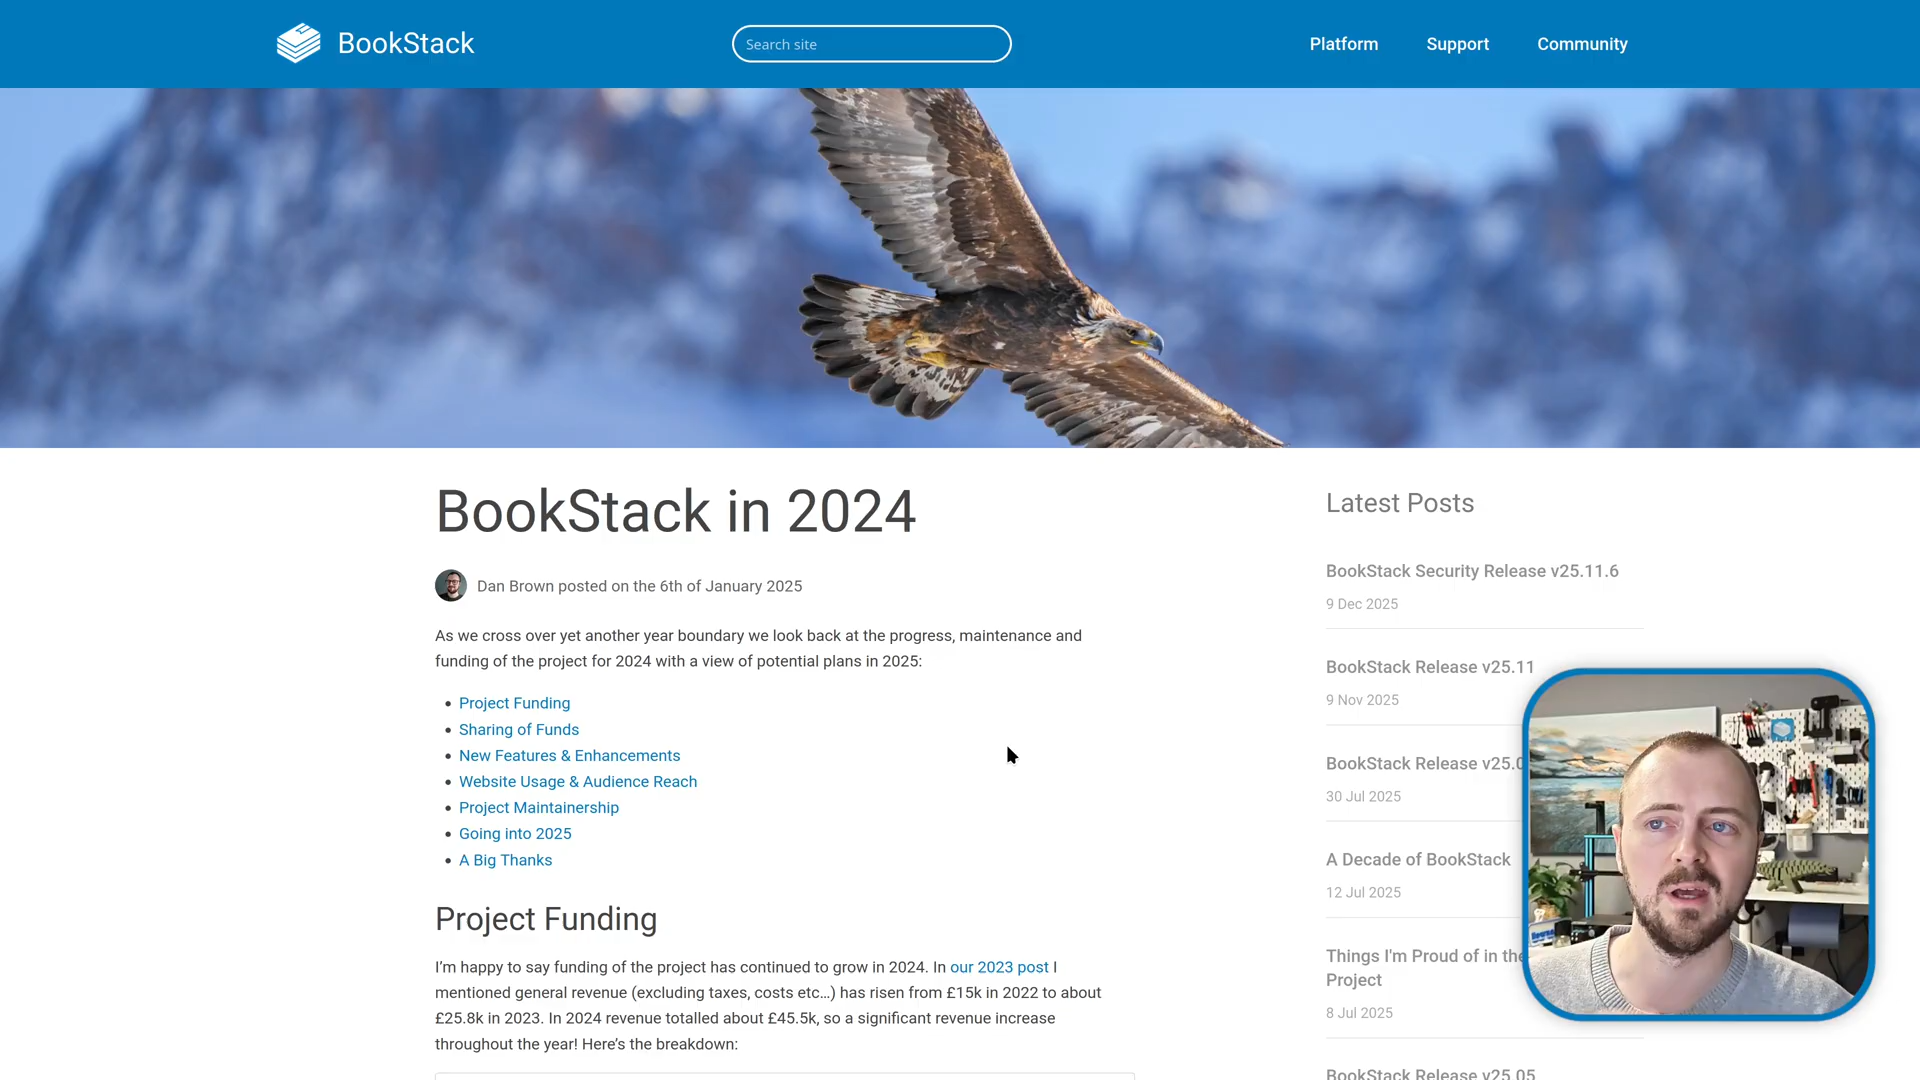 BookStack
Search site
Platform
Support
Community
BookStack in 2024
Dan Brown posted on the 6th of January 2025
As we cross over yet another year boundary we look back at the progress, maintenance and
funding of the project for 2024 with a view of potential plans in 2025:
Project Funding
Sharing of Funds
New Features & Enhancements
Website Usage & Audience Reach
Project Maintainership
Going into 2025
A Big Thanks
Project Funding
I'm happy to say funding of the project has continued to grow in 2024. In our 2023 post I
mentioned general revenue (excluding taxes, costs etc…) has risen from £15k in 2022 to about
£25.8k in 2023. In 2024 revenue totalled about £45.5k, so a significant revenue increase
throughout the year! Here's the breakdown:
Latest Posts
BookStack Security Release v25.11.6
9 Dec 2025
BookStack Release v25.11
9 Nov 2025
BookStack Release v25.0
30 Jul 2025
A Decade of BookStack
12 Jul 2025
Things I'm Proud of in the
Project
8 Jul 2025
BookStack Release v25.05